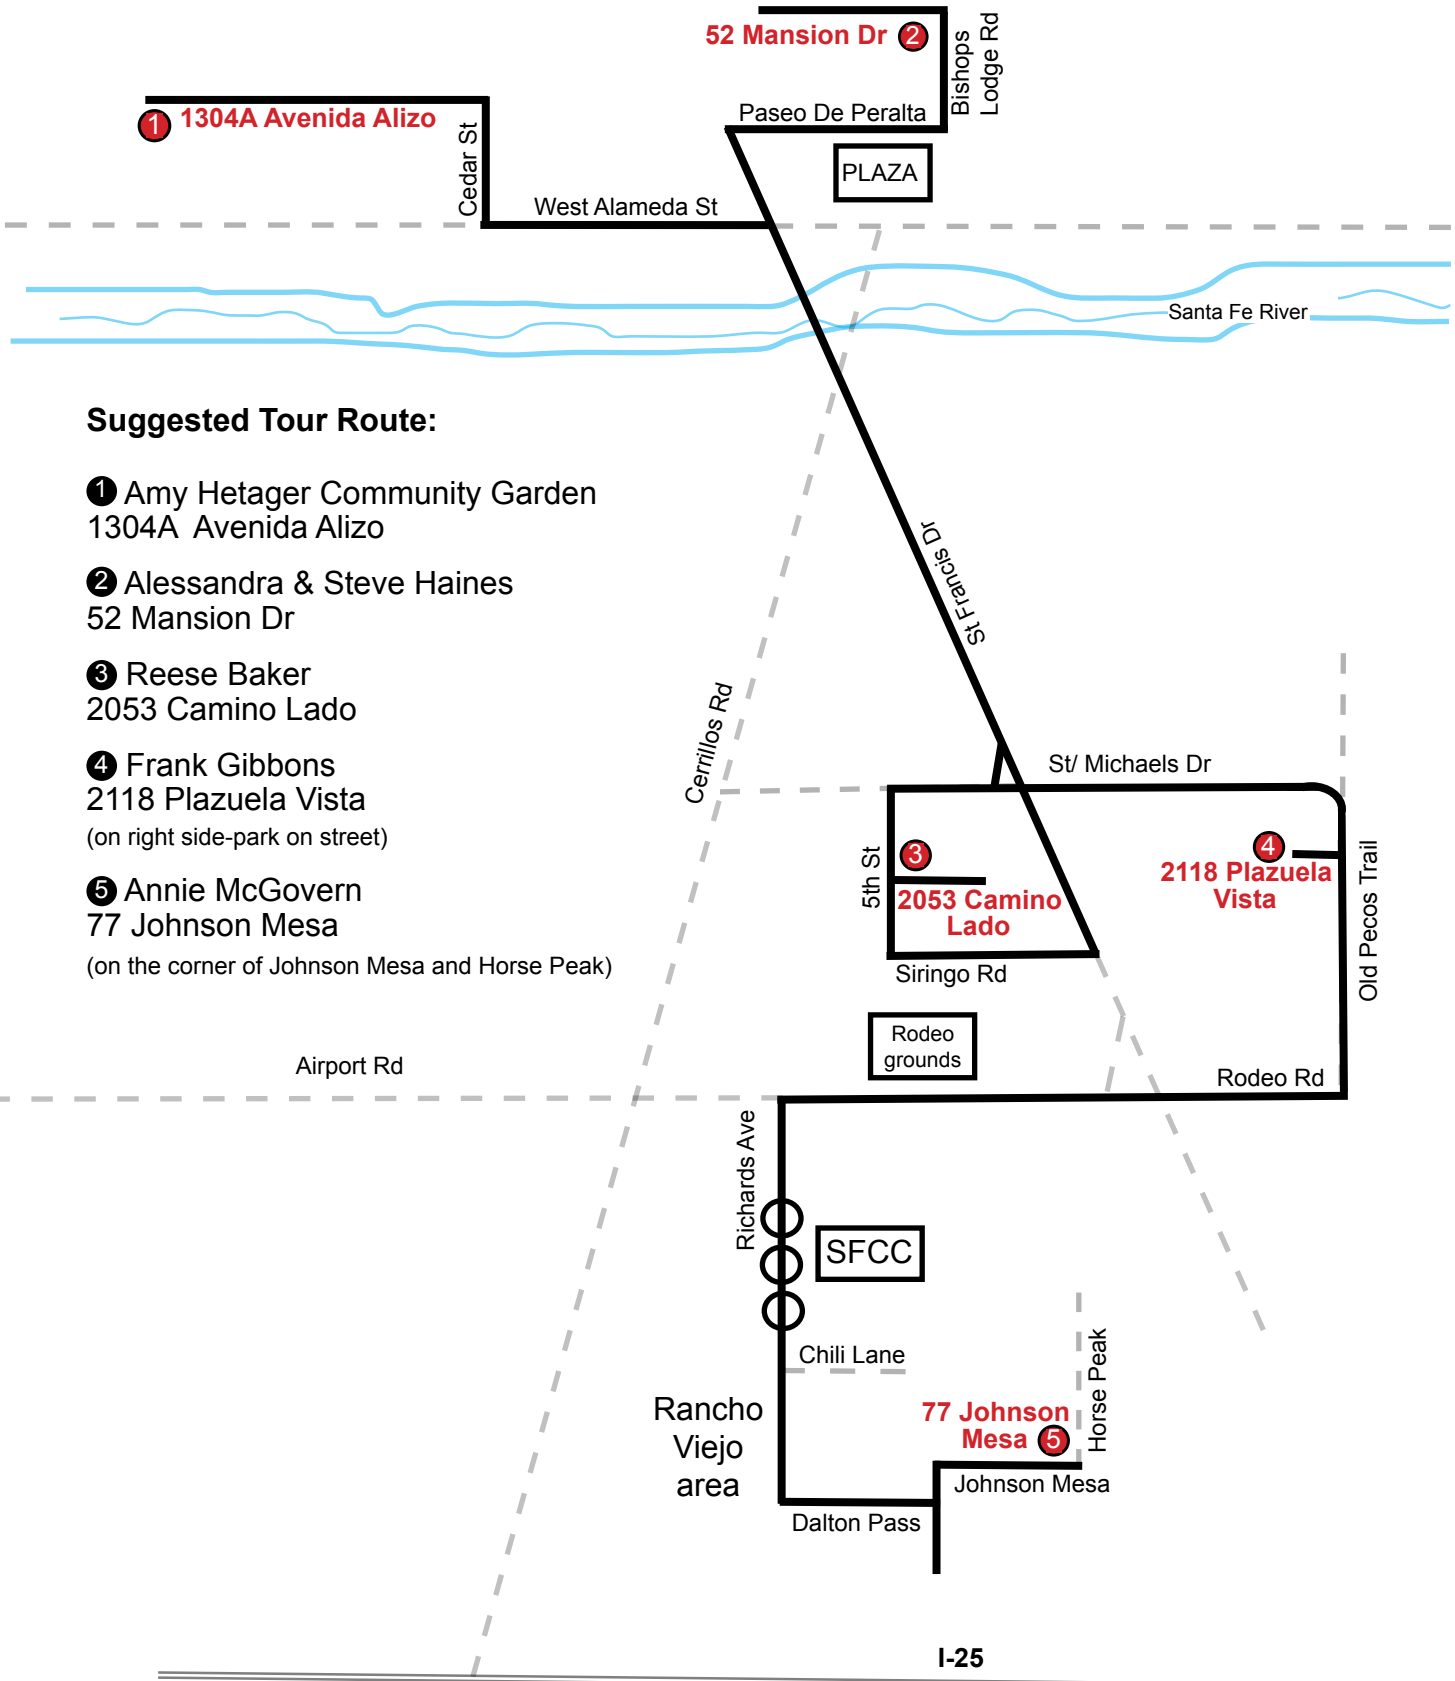 52 Mansion Dr 2
Bishops
Lodge Rd
1 1304A Avenida Alizo
Paseo De Peralta
Cedar St
PLAZA
West Alameda St
Santa Fe River
Suggested Tour Route:
1 Amy Hetager Community Garden
1304A Avenida Alizo
2 Alessandra & Steve Haines
52 Mansion Dr
3 Reese Baker
2053 Camino Lado
4 Frank Gibbons
2118 Plazuela Vista
(on right side-park on street)
5 Annie McGovern
77 Johnson Mesa
(on the corner of Johnson Mesa and Horse Peak)
St Francis Dr
Cerrillos Rd
St/ Michaels Dr
5th St
3
2053 Camino
Lado
4
2118 Plazuela
Vista
Old Pecos Trail
Siringo Rd
Rodeo
grounds
Airport Rd
Rodeo Rd
Richards Ave
SFCC
Chili Lane
Rancho
Viejo
area
77 Johnson
Mesa 5
Horse Peak
Johnson Mesa
Dalton Pass
I-25